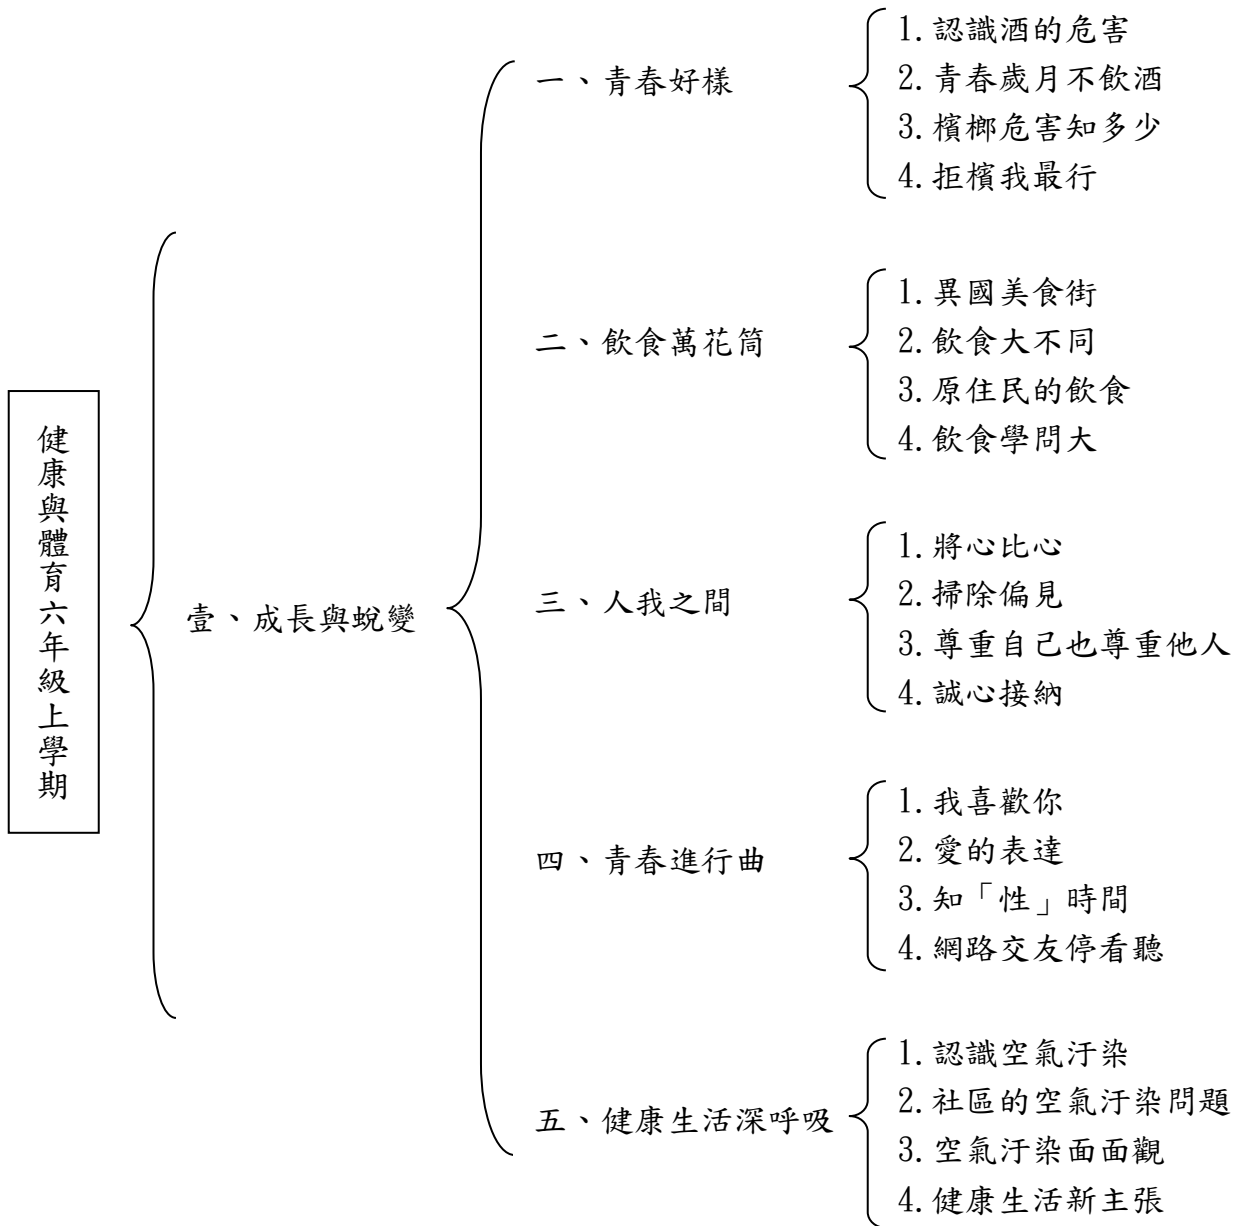 健康與體育六年級上學期
壹、成長與蛻變
一、青春好樣
1.認識酒的危害
2.青春歲月不飲酒
3.檳榔危害知多少
4.拒檳我最行
二、飲食萬花筒
1.異國美食街
2.飲食大不同
3.原住民的飲食
4.飲食學問大
三、人我之間
1.將心比心
2.掃除偏見
3.尊重自己也尊重他人
4.誠心接納
四、青春進行曲
1.我喜歡你
2.愛的表達
3.知「性」時間
4.網路交友停看聽
五、健康生活深呼吸
1.認識空氣汙染
2.社區的空氣汙染問題
3.空氣汙染面面觀
4.健康生活新主張